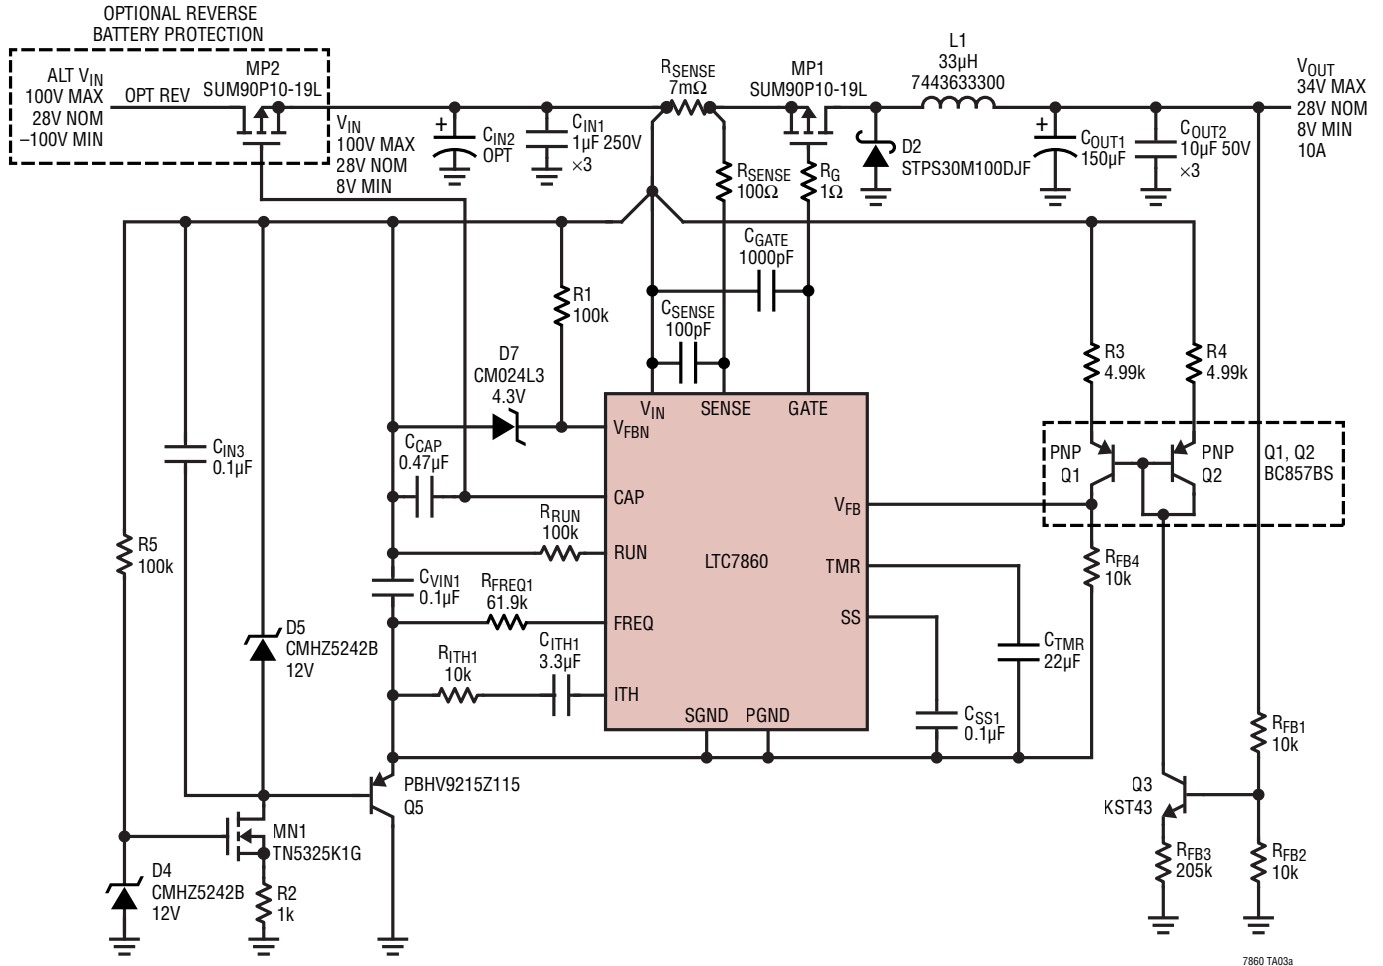 OPTIONAL REVERSE
BATTERY PROTECTION
ALT VIN
100V MAX
28V NOM
–100V MIN
OPT REV
MP2
SUM90P10-19L
VIN
100V MAX
28V NOM
8V MIN
+
CIN2
OPT
CIN1
1µF 250V
×3
RSENSE
7mΩ
MP1
SUM90P10-19L
L1
33µH
7443633300
VOUT
34V MAX
28V NOM
8V MIN
10A
D2
STPS30M100DJF
+
COUT1
150µF
COUT2
10µF 50V
×3
RSENSE
100Ω
RG
1Ω
CGATE
1000pF
CSENSE
100pF
R1
100k
D7
CM024L3
4.3V
R3
4.99k
R4
4.99k
VIN
SENSE
GATE
VFBN
CAP
RUN
FREQ
ITH
SGND
PGND
VFB
TMR
SS
LTC7860
CIN3
0.1µF
CCAP
0.47µF
RRUN
100k
R5
100k
CVIN1
0.1µF
RFREQ1
61.9k
RITH1
10k
CITH1
3.3µF
PNP
Q1
PNP
Q2
Q1, Q2
BC857BS
RFB4
10k
CTMR
22µF
CSS1
0.1µF
D5
CMHZ5242B
12V
PBHV9215Z115
Q5
MN1
TN5325K1G
D4
CMHZ5242B
12V
R2
1k
Q3
KST43
RFB1
10k
RFB3
205k
RFB2
10k
7860 TA03a